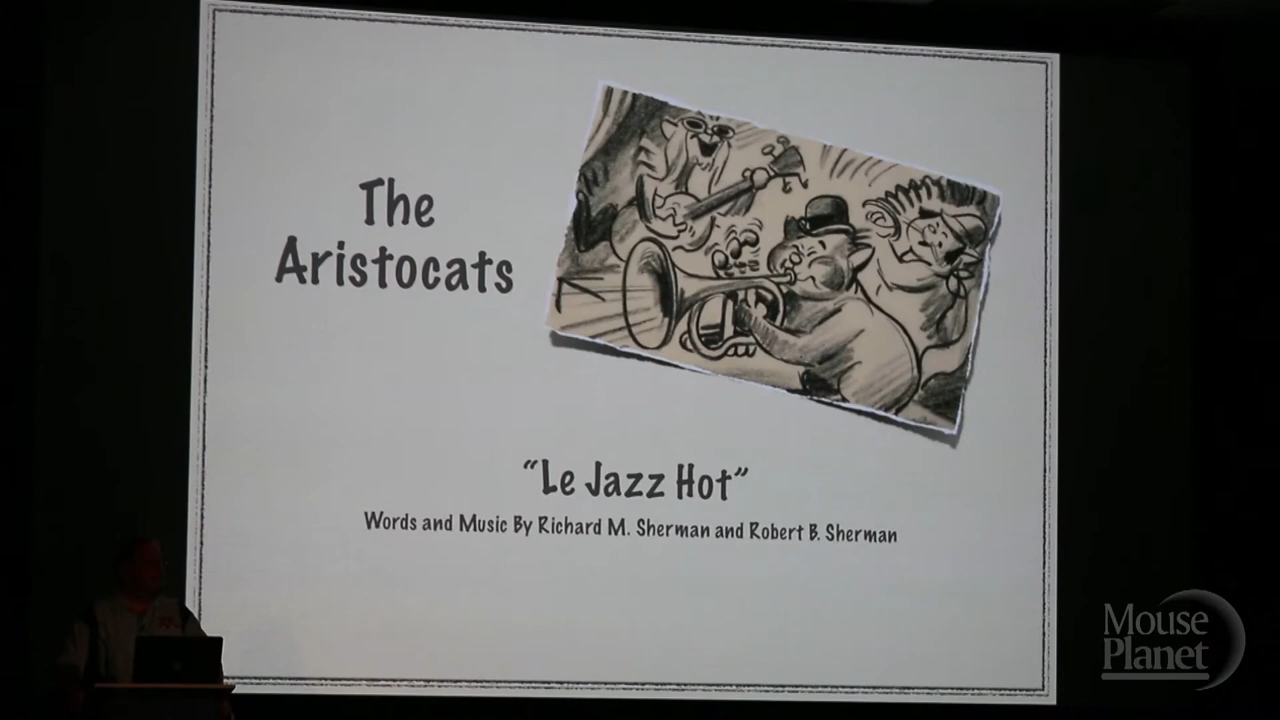 The
Aristocats
“Le Jazz Hot”
Words and Music By Richard M. Sherman and Robert B. Sherman
Mouse
Planet